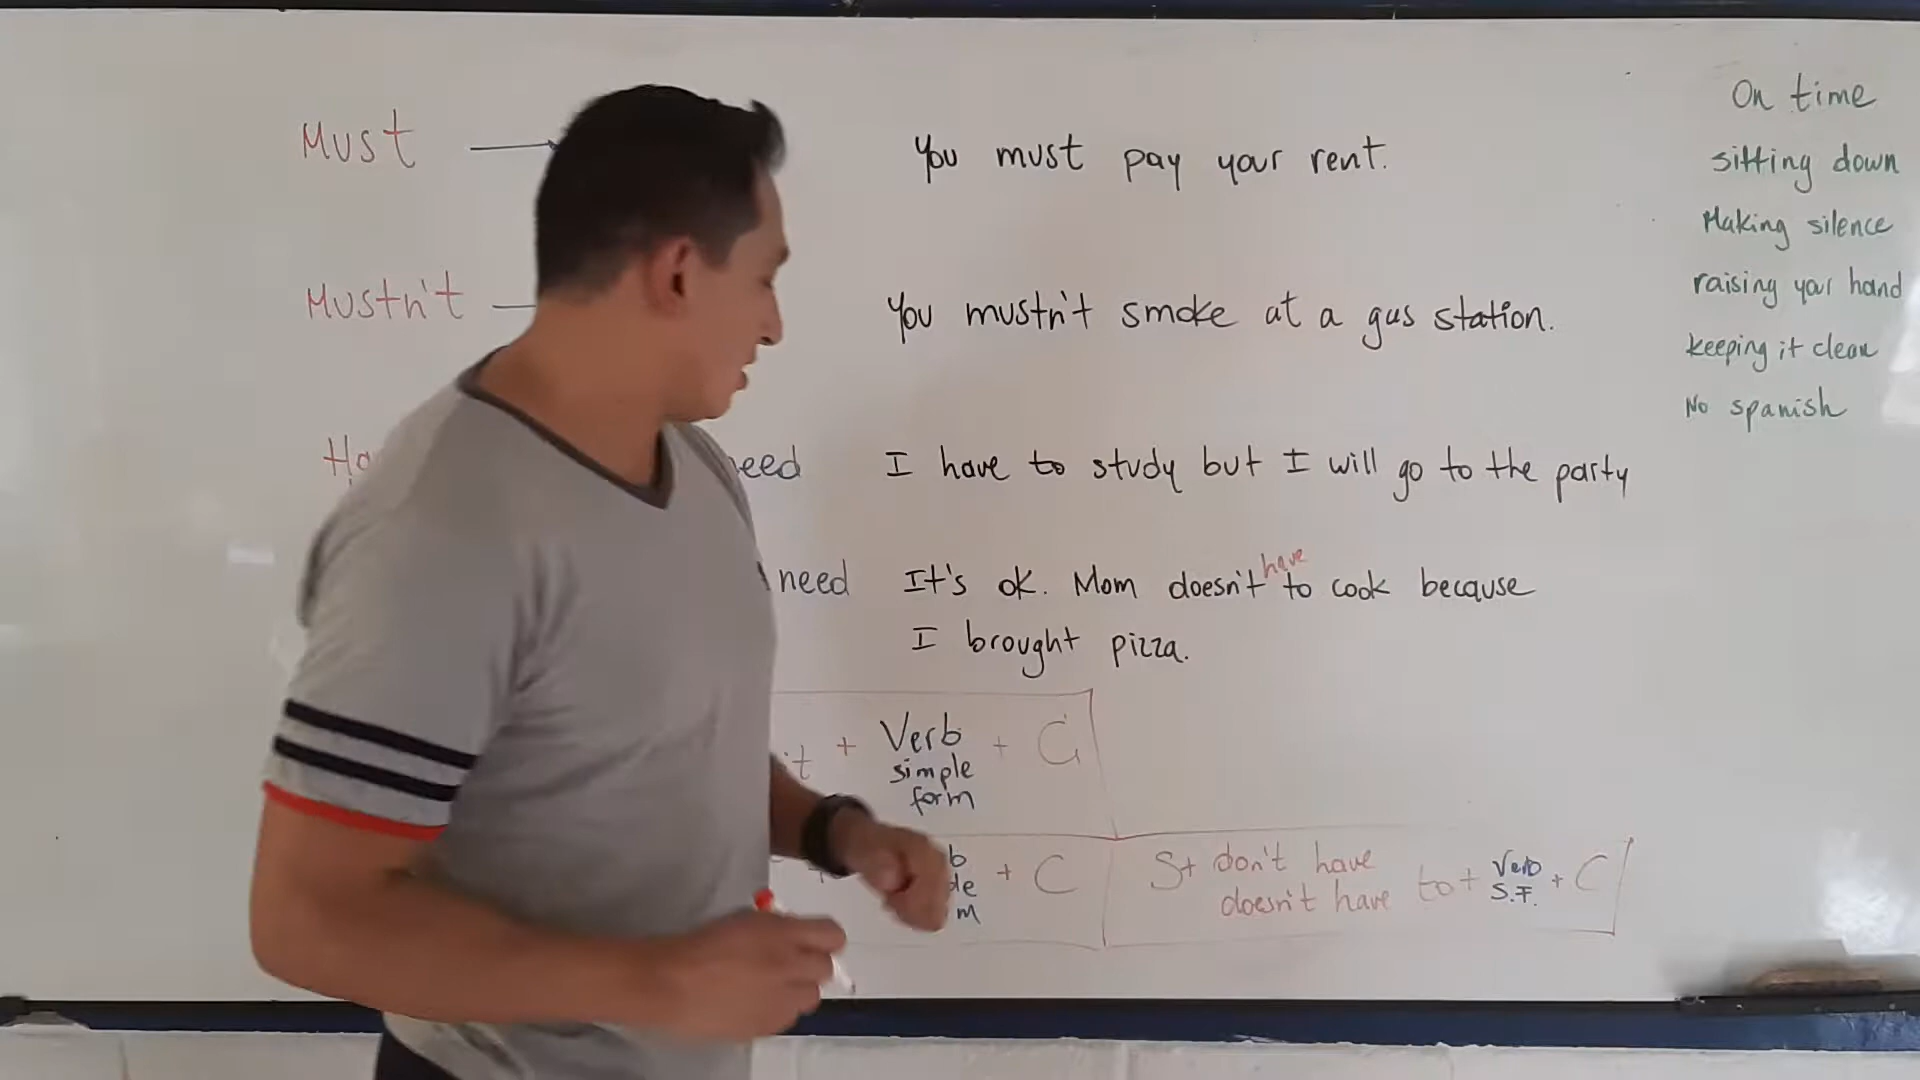 Must
You must pay your rent.
Mustn't
You mustn't smoke at a gas station.
need
I have to study but I will go to the party
need
It's ok. Mom doesn't have to cook because
I brought pizza.
+ Verb simple form + C
+ C
S + don't have
doesn't have to + Verb S.F. + C
On time
sitting down
Making silence
raising your hand
keeping it clean
No spanish